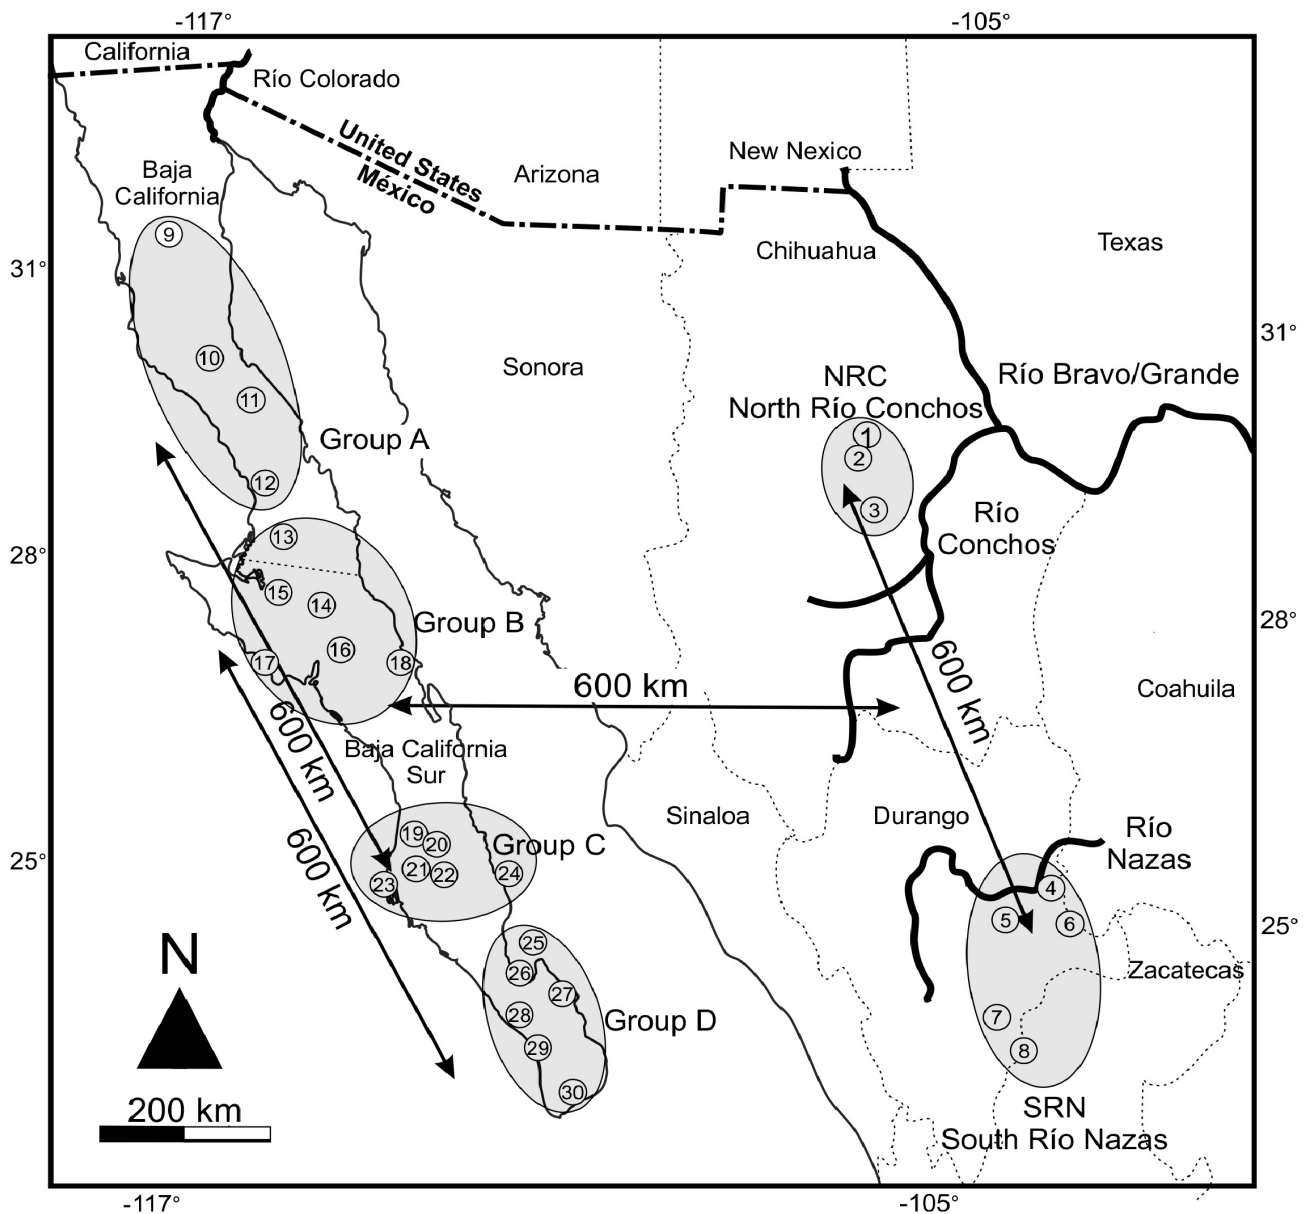 -117°
-105°
California
Río Colorado
United States
México
Arizona
New Nexico
Baja
California
Chihuahua
Texas
31°
31°
9
10
11
12
Sonora
NRC
North Río Conchos
Río Bravo/Grande
1
2
3
Group A
Río
Conchos
28°
28°
13
15
14
16
17
18
Group B
600 km
600 km
Coahuila
600 km
600 km
Baja California
Sur
Sinaloa
Durango
Río
Nazas
25°
25°
19
20
21
22
23
24
Group C
4
5
6
7
8
Zacatecas
25
26
27
28
29
30
Group D
N
200 km
SRN
South Río Nazas
-117°
-105°